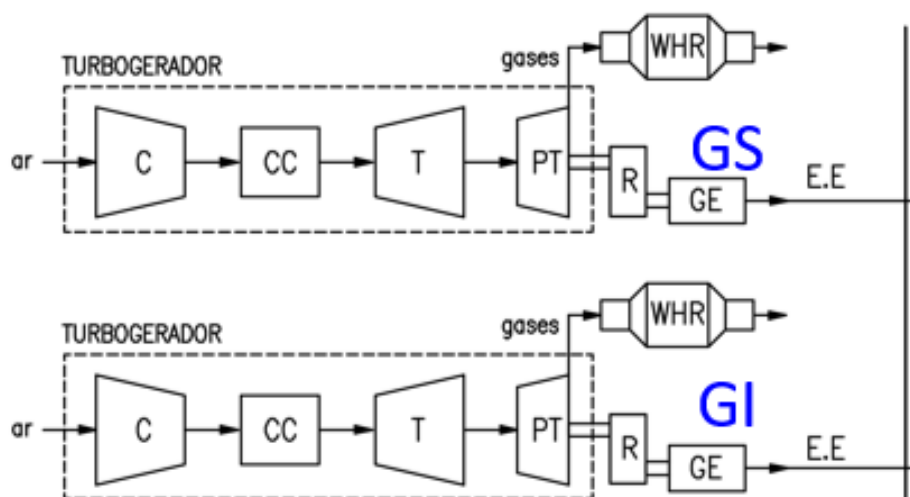 gases
WHR
TURBOGERADOR
ar
C
CC
T
PT
R
GS
GE
E.E
gases
WHR
TURBOGERADOR
ar
C
CC
T
PT
R
GI
GE
E.E